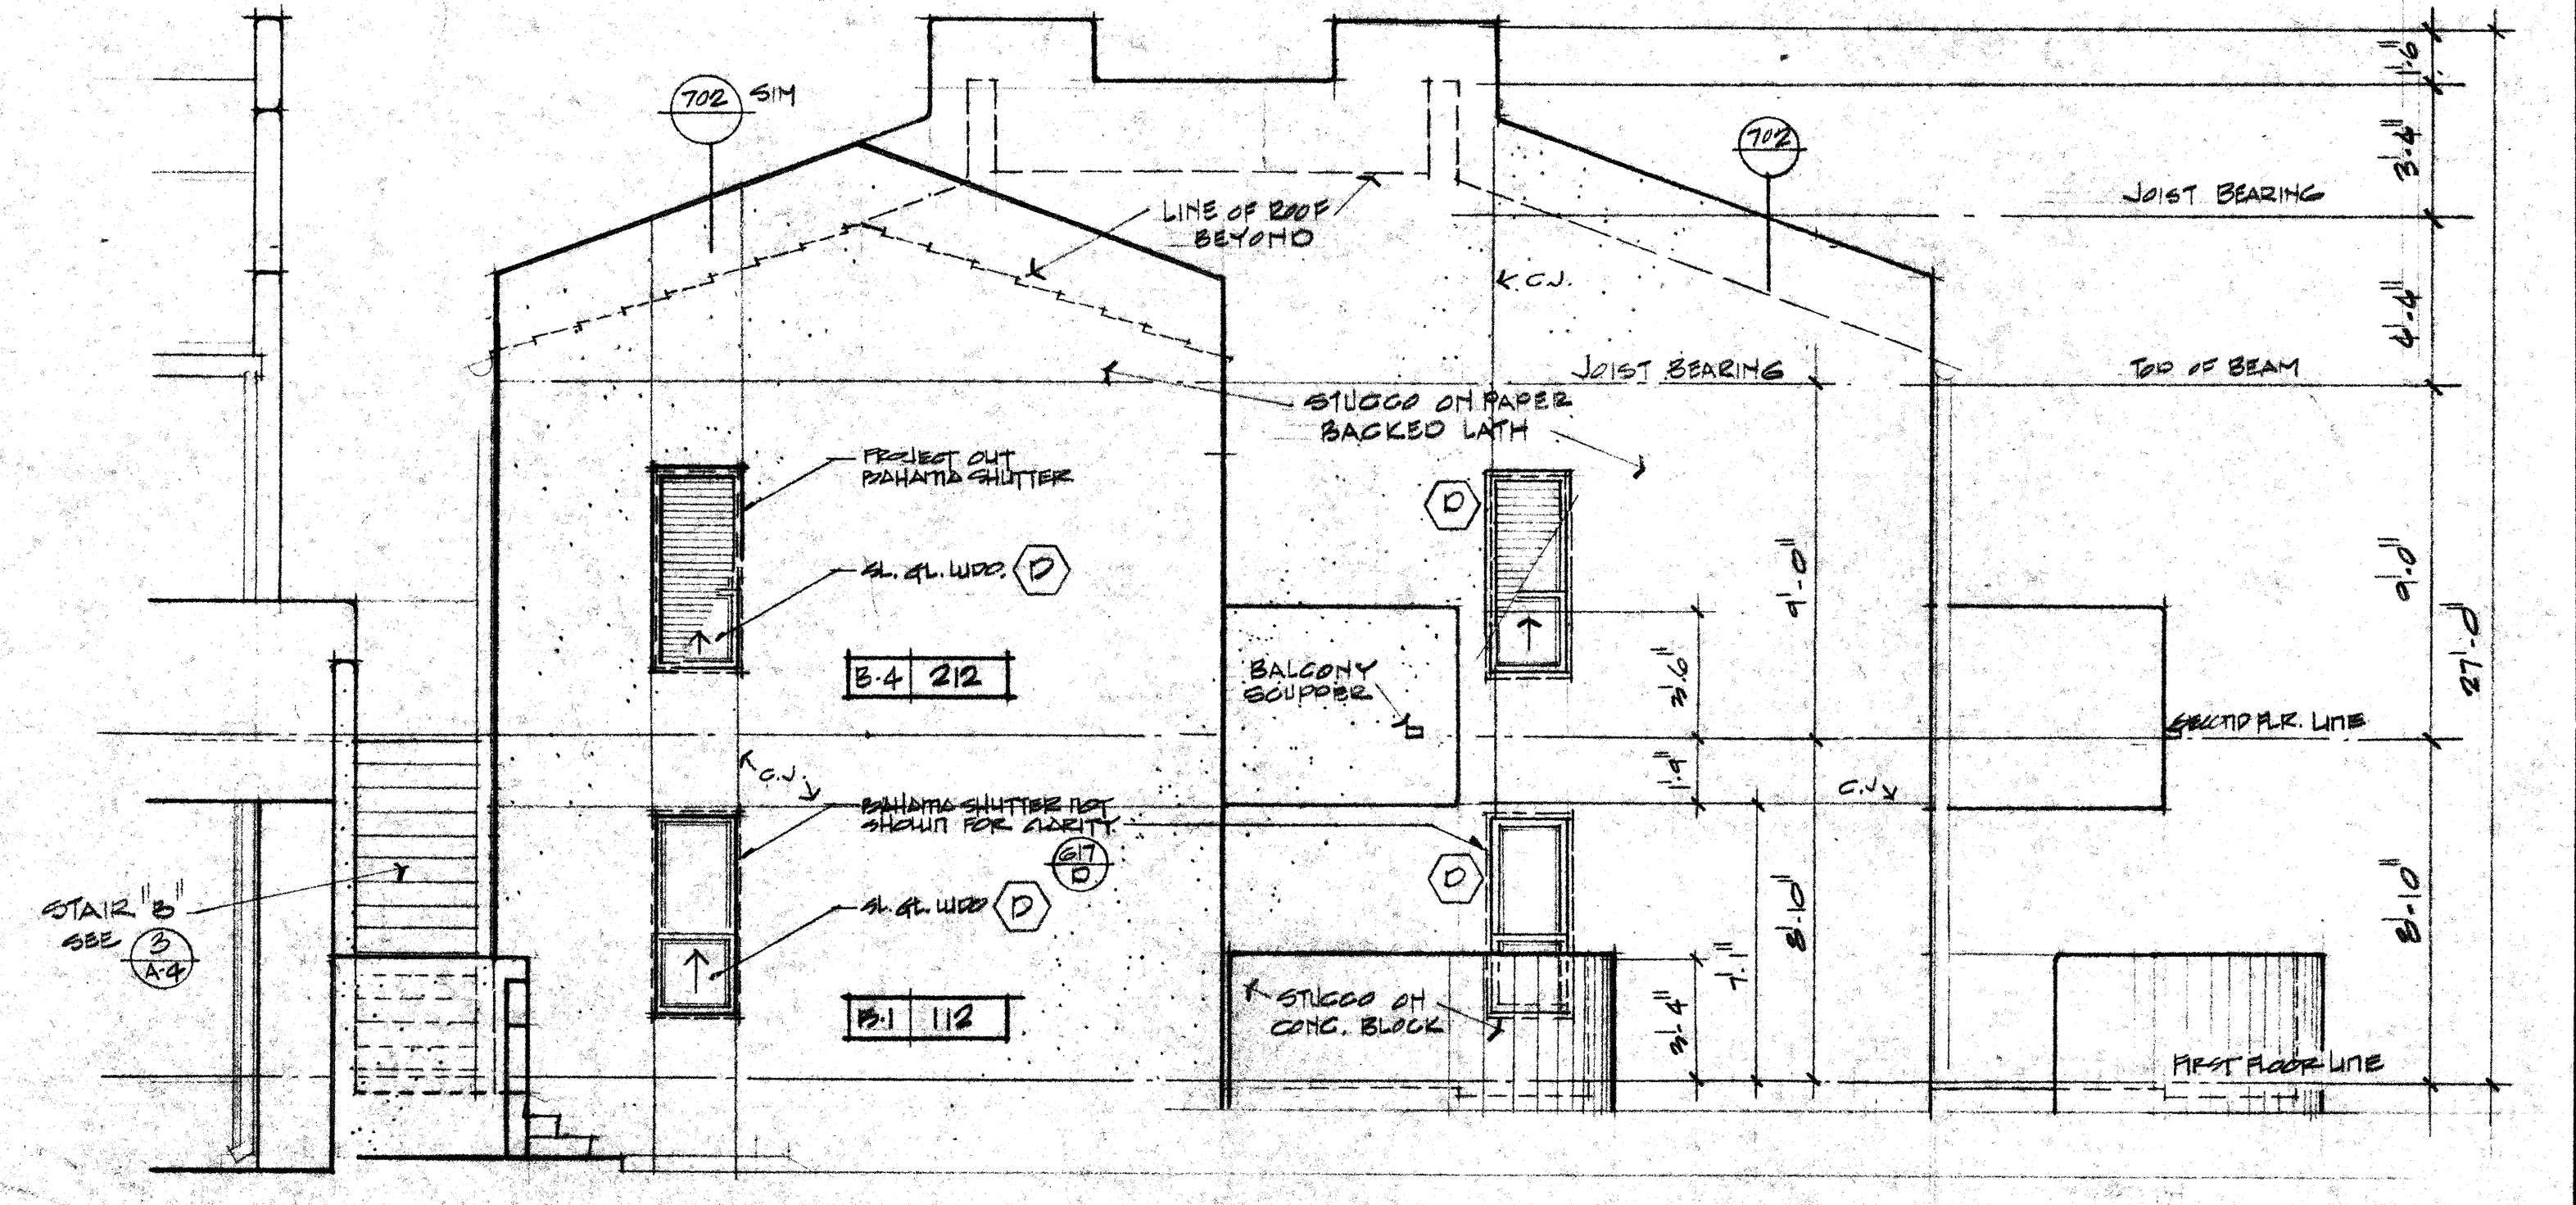 1'-6"
702 SIM
702
3'-4"
JOIST BEARING
LINE OF ROOF
BEYOND
C.J.
4'-4"
JOIST BEARING
TOP OF BEAM
STUCCO ON PAPER
BACKED LATH
PROJECT OUT
BAHAMA SHUTTER
D
SL. GL. WDO. D
9'-0"
9'-0"
27'-0"
B-4 212
BALCONY
SCUPPER
3'-6"
SECOND FLR. LINE
C.J.
1'-9"
C.J.
BAHAMA SHUTTER NOT
SHOWN FOR CLARITY
617
D
D
STAIR "B"
SEE 3
A-4
SL. GL. WDO D
8'-10"
8'-10"
7'-1"
3'-4"
B-1 112
STUCCO ON
CONC. BLOCK
FIRST FLOOR LINE